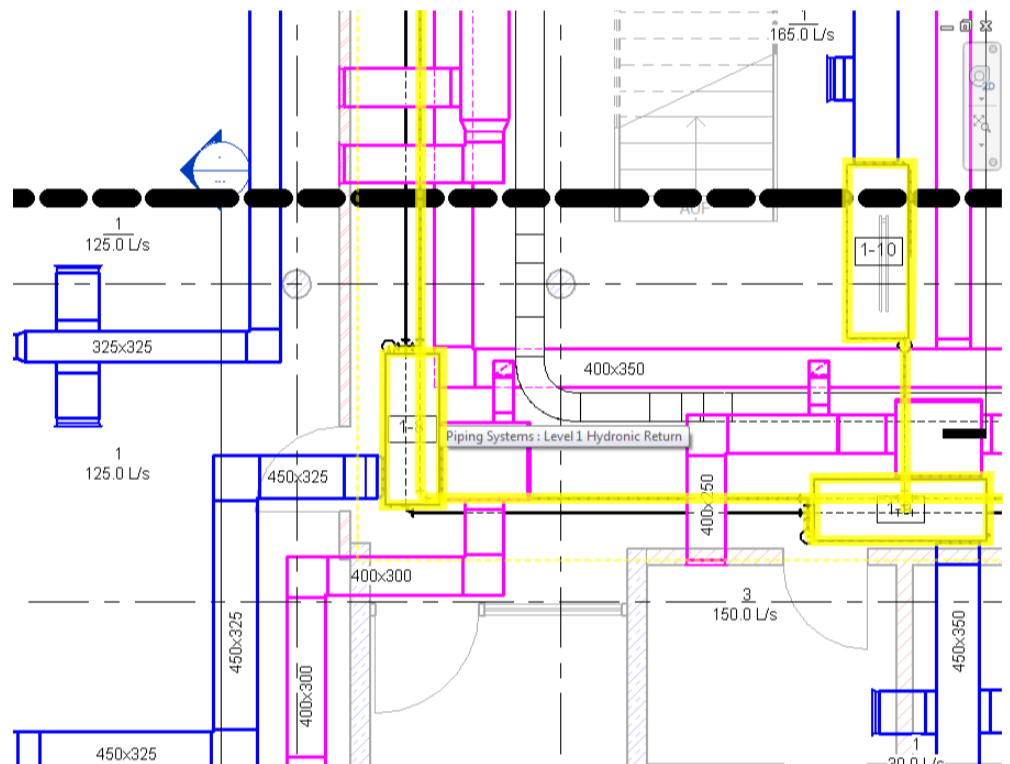 1
165.0 L/s
2D
1
125.0 L/s
1-10
325x325
400x350
Piping Systems : Level 1 Hydronic Return
1
125.0 L/s
450x325
400x250
400x300
3
150.0 L/s
450x325
450x350
400x300
1
450x325